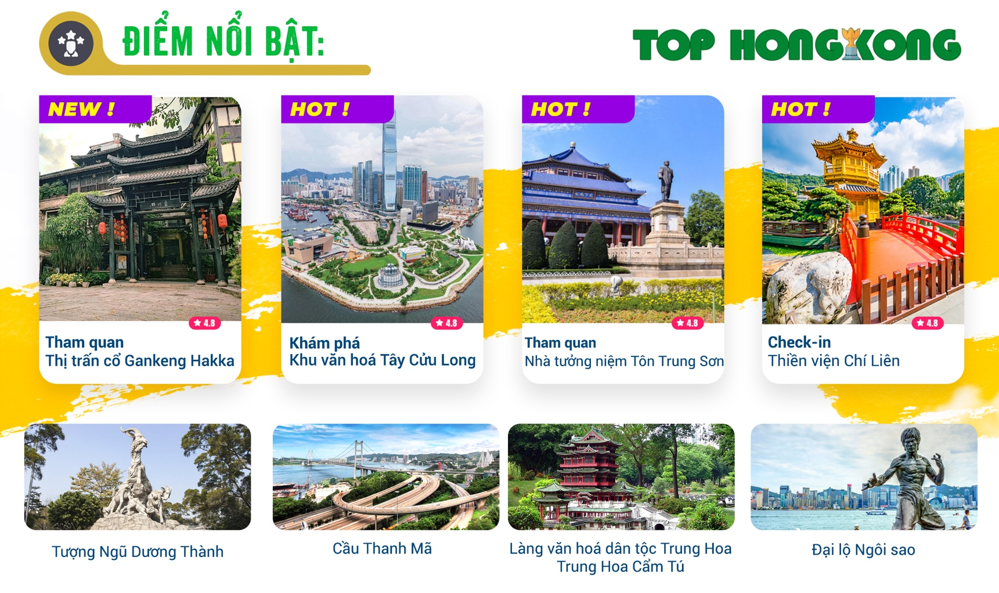 ĐIỂM NỔI BẬT:
TOP HONGKONG
NEW !
HOT !
HOT !
HOT !
4.8
4.8
4.8
4.8
Tham quan
Thị trấn cổ Gankeng Hakka
Khám phá
Khu văn hoá Tây Cửu Long
Tham quan
Nhà tưởng niệm Tôn Trung Sơn
Check-in
Thiền viện Chí Liên
Tượng Ngũ Dương Thành
Cầu Thanh Mã
Làng văn hoá dân tộc Trung Hoa
Trung Hoa Cẩm Tú
Đại lộ Ngôi sao